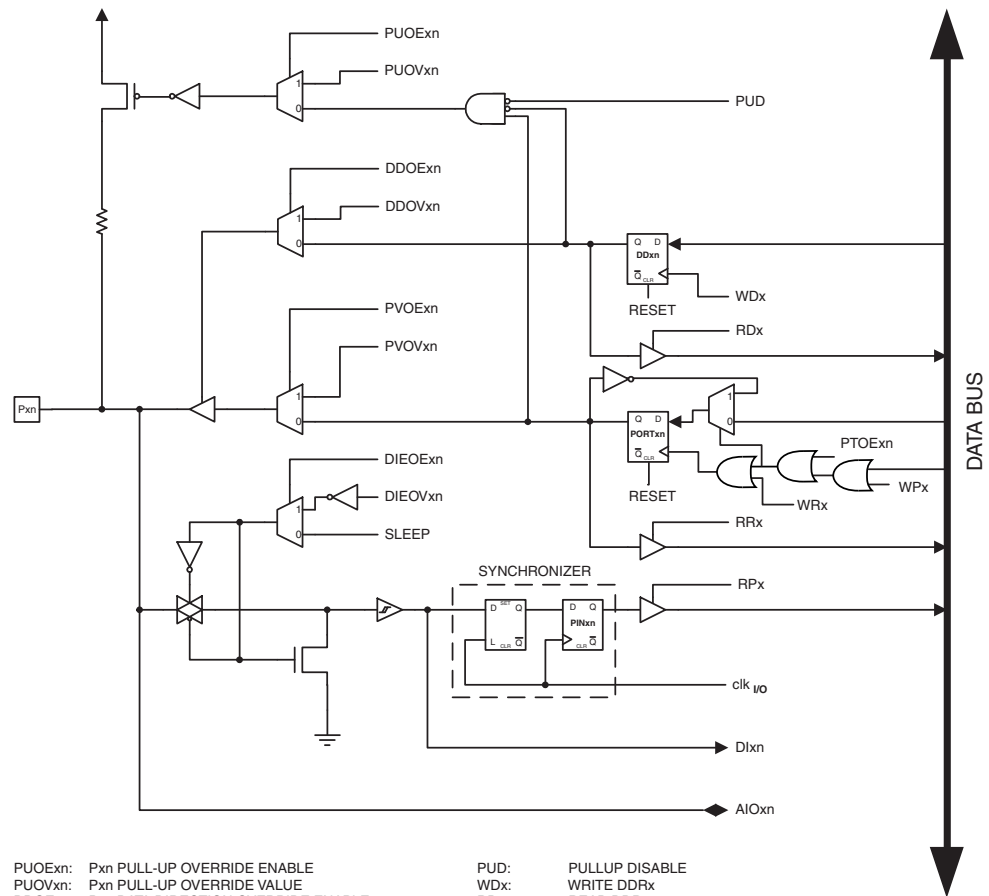 PUOExn
PUOVxn
1
0
PUD
DDOExn
DDOVxn
1
0
Q D
DDxn
Q CLR
WDx
RESET
RDx
PVOExn
PVOVxn
1
0
Pxn
1
0
Q D
PORTxn
Q CLR
PTOExn
WPx
RESET
WRx
RRx
DATA BUS
DIEOExn
DIEOVxn
1
0
SLEEP
SYNCHRONIZER
D SET Q
L CLR Q
D Q
PINxn
CLR Q
RPx
clk I/O
DIxn
AIOxn
PUOExn: Pxn PULL-UP OVERRIDE ENABLE PUD: PULLUP DISABLE
PUOVxn: Pxn PULL-UP OVERRIDE VALUE WDx: WRITE DDRx